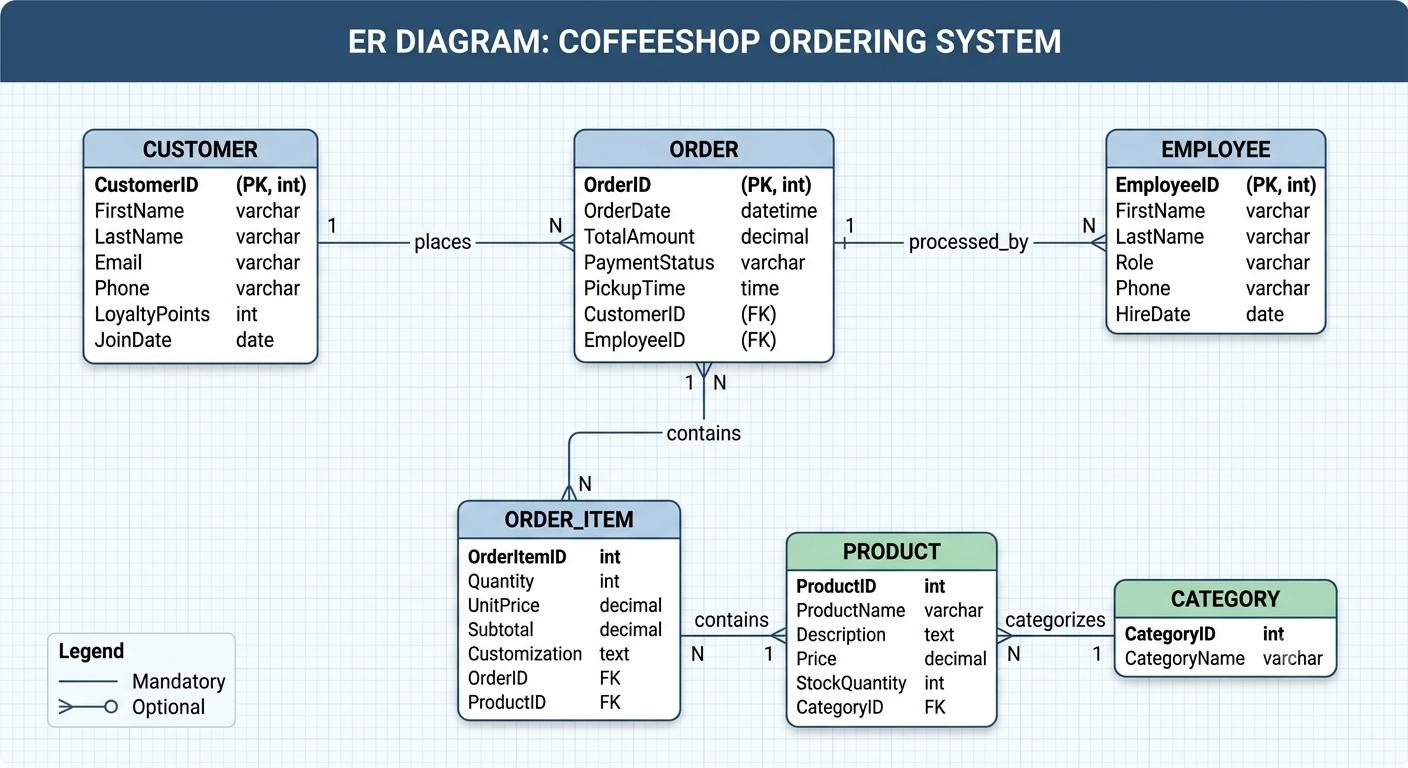 ER DIAGRAM: COFFEESHOP ORDERING SYSTEM
CUSTOMER
CustomerID (PK, int)
FirstName varchar
LastName varchar
Email varchar
Phone varchar
LoyaltyPoints int
JoinDate date
1 places N
ORDER
OrderID (PK, int)
OrderDate datetime
TotalAmount decimal
PaymentStatus varchar
PickupTime time
CustomerID (FK)
EmployeeID (FK)
1 processed_by N
EMPLOYEE
EmployeeID (PK, int)
FirstName varchar
LastName varchar
Role varchar
Phone varchar
HireDate date
1 N
contains
N
ORDER_ITEM
OrderItemID int
Quantity int
UnitPrice decimal
Subtotal decimal
Customization text
OrderID FK
ProductID FK
contains
N 1
PRODUCT
ProductID int
ProductName varchar
Description text
Price decimal
StockQuantity int
CategoryID FK
categorizes
N 1
CATEGORY
CategoryID int
CategoryName varchar
Legend
Mandatory
Optional